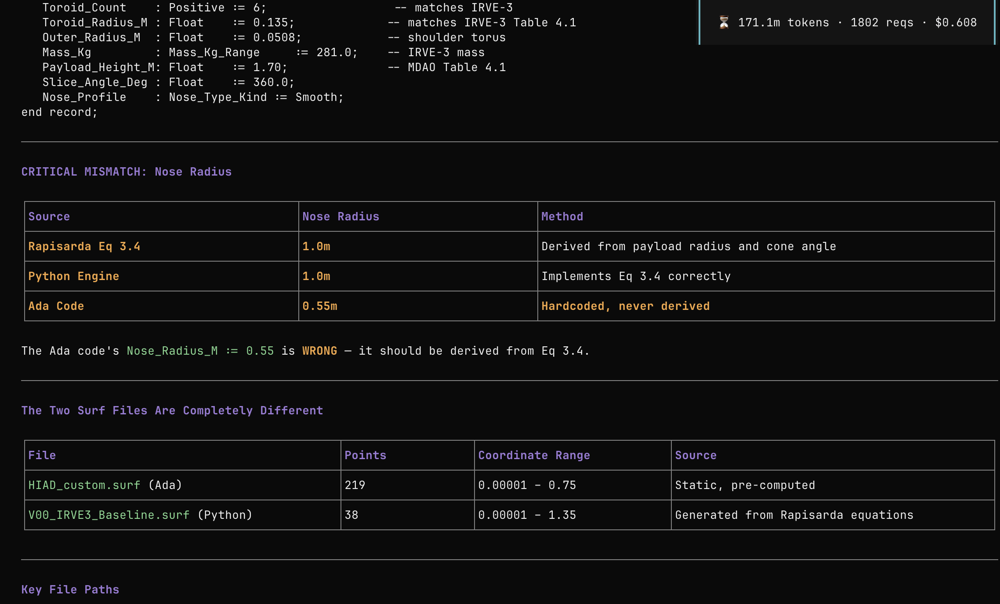 Toroid_Count    : Positive := 6;                  -- matches IRVE-3
Toroid_Radius_M : Float    := 0.135;             -- matches IRVE-3 Table 4.1
Outer_Radius_M  : Float    := 0.0508;            -- shoulder torus
Mass_Kg         : Mass_Kg_Range     := 281.0;    -- IRVE-3 mass
Payload_Height_M: Float    := 1.70;              -- MDAO Table 4.1
Slice_Angle_Deg : Float    := 360.0;
Nose_Profile    : Nose_Type_Kind := Smooth;
end record;
⏳ 171.1m tokens · 1802 reqs · $0.608
CRITICAL MISMATCH: Nose Radius
Source Nose Radius Method
Rapisarda Eq 3.4 1.0m Derived from payload radius and cone angle
Python Engine 1.0m Implements Eq 3.4 correctly
Ada Code 0.55m Hardcoded, never derived
The Ada code's Nose_Radius_M := 0.55 is WRONG — it should be derived from Eq 3.4.
The Two Surf Files Are Completely Different
File Points Coordinate Range Source
HIAD_custom.surf (Ada) 219 0.00001 – 0.75 Static, pre-computed
V00_IRVE3_Baseline.surf (Python) 38 0.00001 – 1.35 Generated from Rapisarda equations
Key File Paths